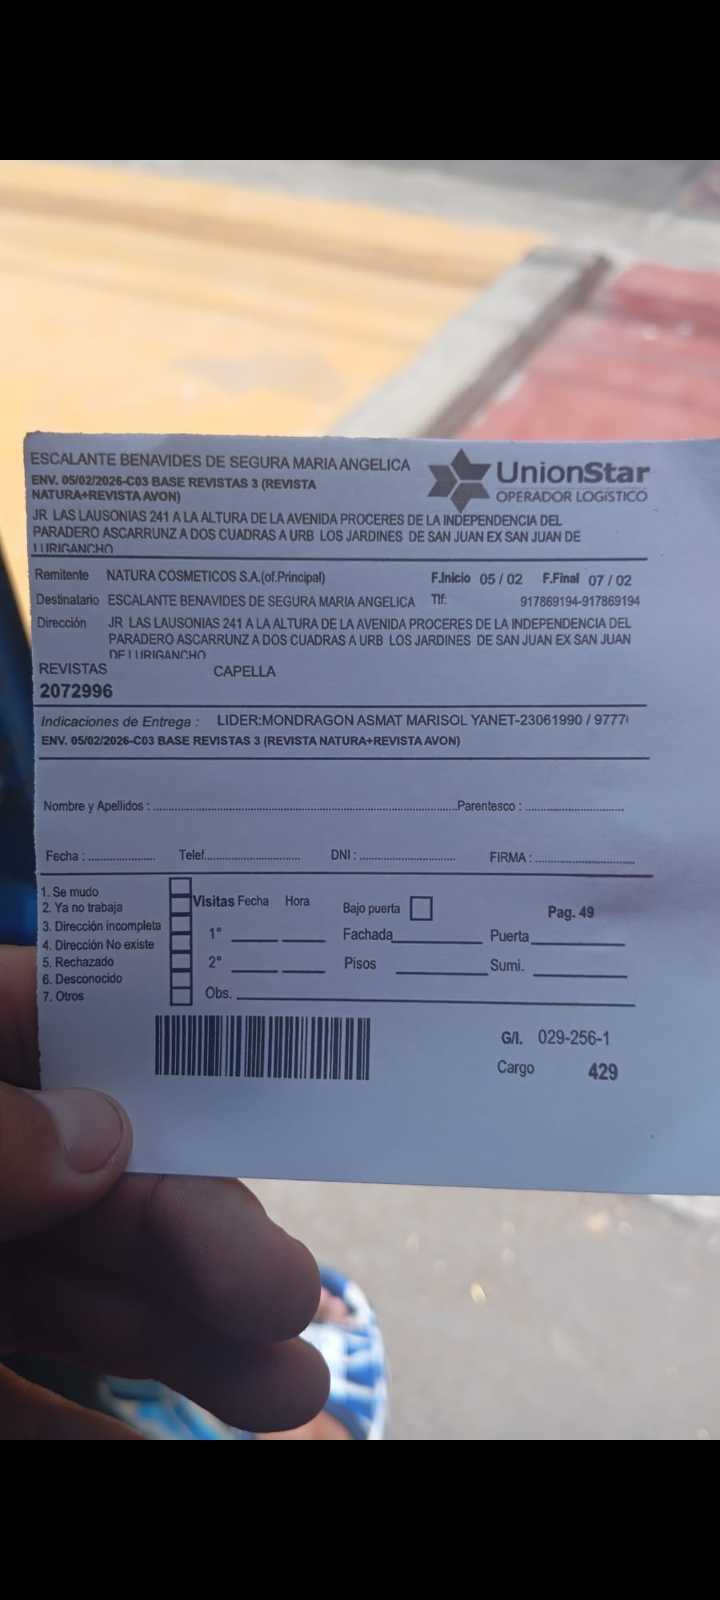 ESCALANTE BENAVIDES DE SEGURA MARIA ANGELICA
ENV. 05/02/2026-C03 BASE REVISTAS 3 (REVISTA
NATURA+REVISTA AVON)
UnionStar
OPERADOR LOGÍSTICO
JR LAS LAUSONIAS 241 A LA ALTURA DE LA AVENIDA PROCERES DE LA INDEPENDENCIA DEL
PARADERO ASCARRUNZ A DOS CUADRAS A URB LOS JARDINES DE SAN JUAN EX SAN JUAN DE
LURIGANCHO
Remitente NATURA COSMETICOS S.A.(of.Principal) F.Inicio 05 / 02 F.Final 07 / 02
Destinatario ESCALANTE BENAVIDES DE SEGURA MARIA ANGELICA Tlf: 917869194-917869194
Dirección JR LAS LAUSONIAS 241 A LA ALTURA DE LA AVENIDA PROCERES DE LA INDEPENDENCIA DEL
PARADERO ASCARRUNZ A DOS CUADRAS A URB LOS JARDINES DE SAN JUAN EX SAN JUAN
DE LURIGANCHO
REVISTAS CAPELLA
2072996
Indicaciones de Entrega : LIDER:MONDRAGON ASMAT MARISOL YANET-23061990 / 9777
ENV. 05/02/2026-C03 BASE REVISTAS 3 (REVISTA NATURA+REVISTA AVON)
Nombre y Apellidos : Parentesco :
Fecha : Telef. DNI : FIRMA :
1. Se mudo
2. Ya no trabaja
3. Dirección incompleta
4. Dirección No existe
5. Rechazado
6. Desconocido
7. Otros
Visitas Fecha Hora Bajo puerta Pag. 49
1° Fachada Puerta
2° Pisos Sumi.
Obs.
G/I. 029-256-1
Cargo 429